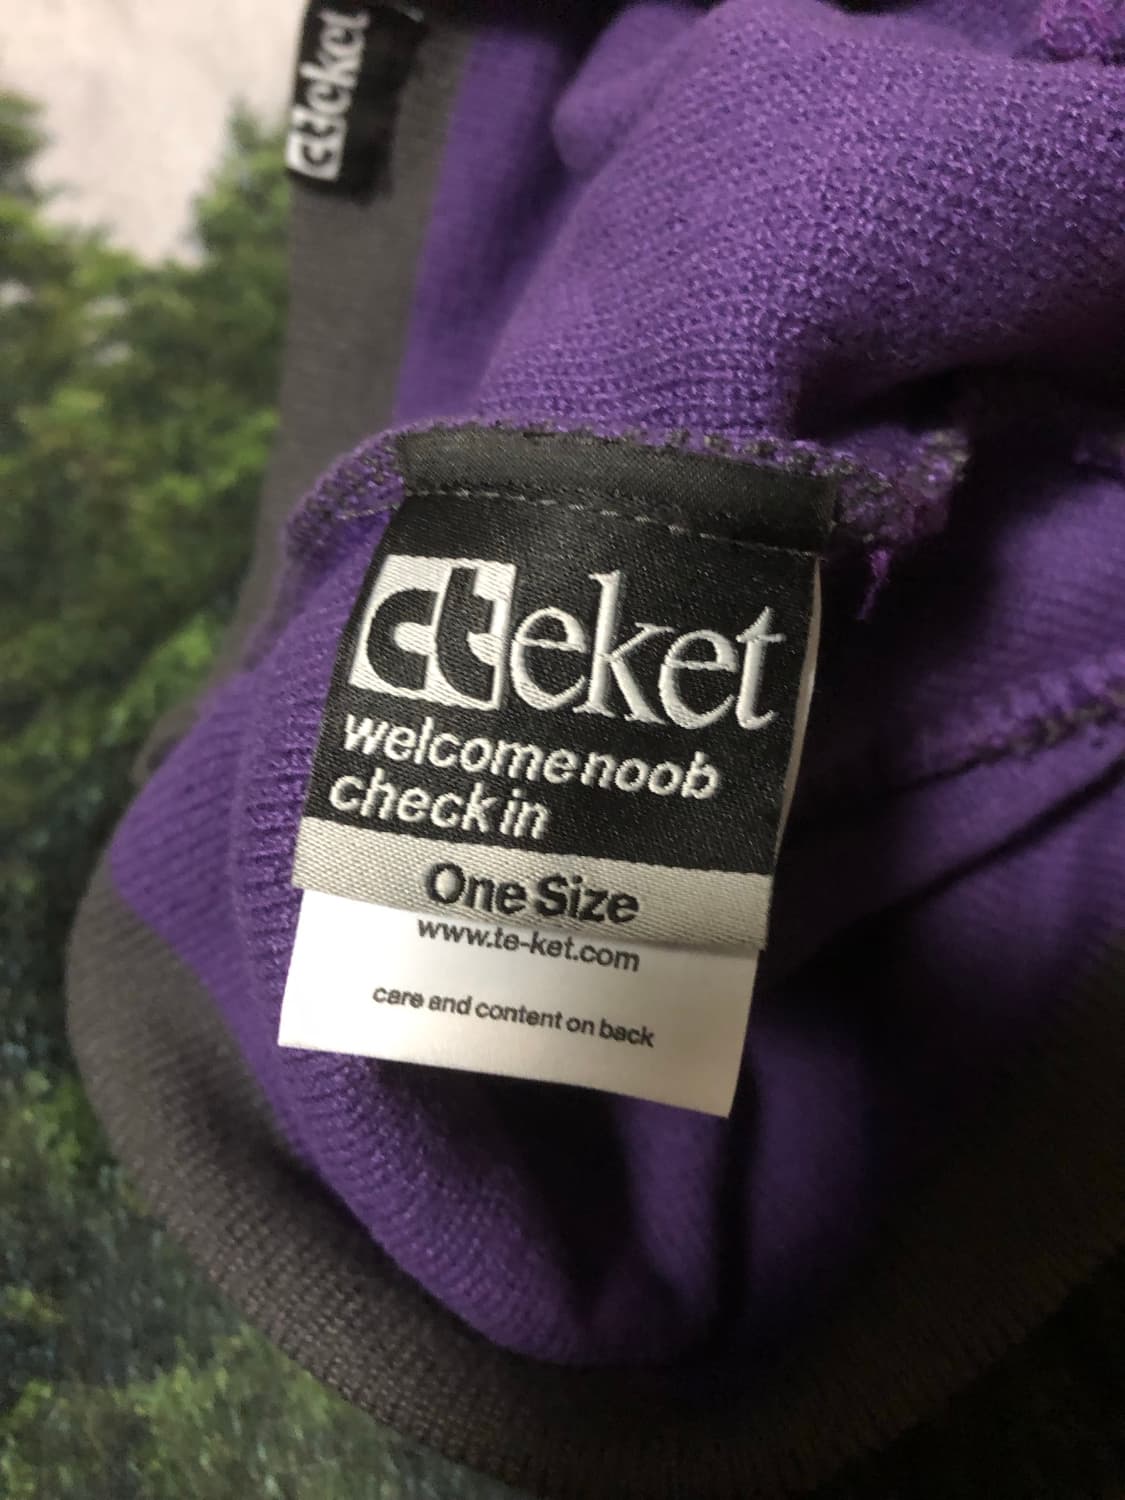 cteket
cteket
welcome noob
check in
One Size
www.te-ket.com
care and content on back